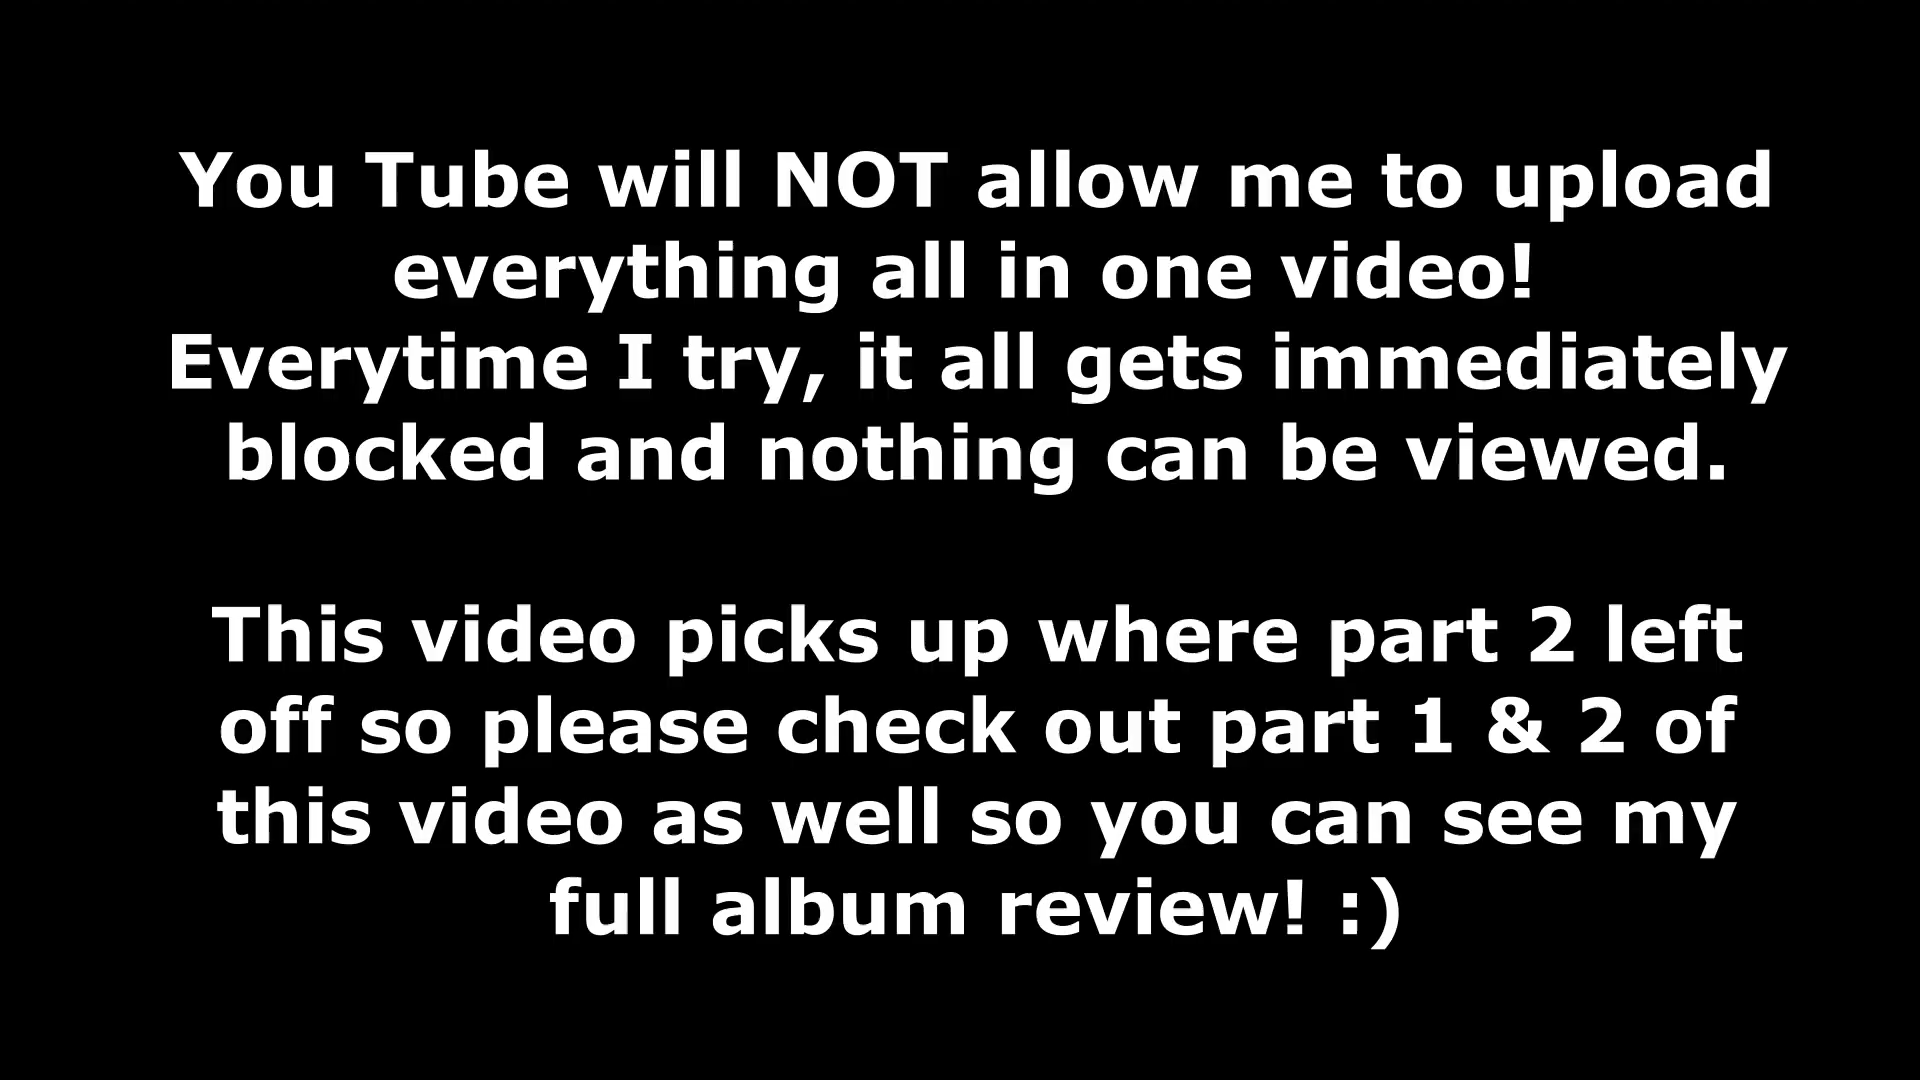 You Tube will NOT allow me to upload
everything all in one video!
Everytime I try, it all gets immediately
blocked and nothing can be viewed.
This video picks up where part 2 left
off so please check out part 1 & 2 of
this video as well so you can see my
full album review! :)